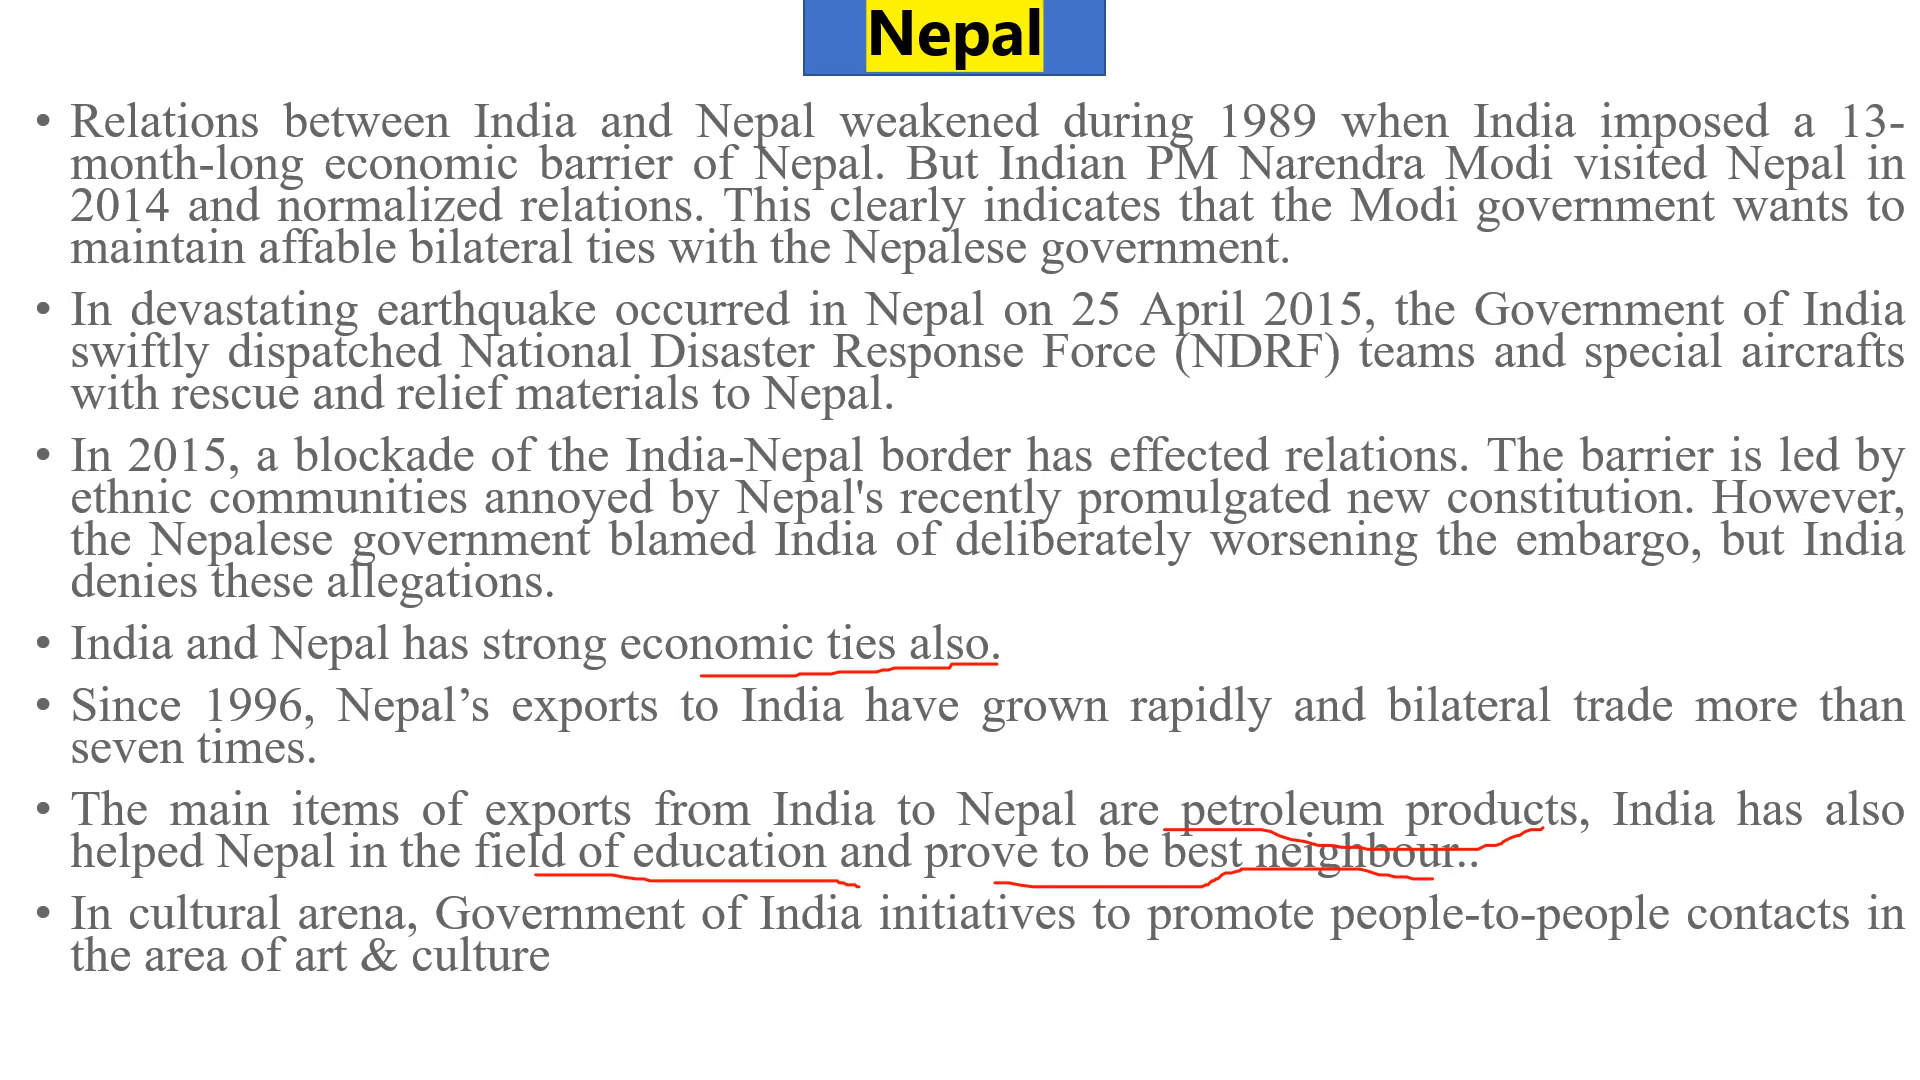 Nepal
• Relations between India and Nepal weakened during 1989 when India imposed a 13-
month-long economic barrier of Nepal. But Indian PM Narendra Modi visited Nepal in
2014 and normalized relations. This clearly indicates that the Modi government wants to
maintain affable bilateral ties with the Nepalese government.
• In devastating earthquake occurred in Nepal on 25 April 2015, the Government of India
swiftly dispatched National Disaster Response Force (NDRF) teams and special aircrafts
with rescue and relief materials to Nepal.
• In 2015, a blockade of the India-Nepal border has effected relations. The barrier is led by
ethnic communities annoyed by Nepal's recently promulgated new constitution. However,
the Nepalese government blamed India of deliberately worsening the embargo, but India
denies these allegations.
• India and Nepal has strong economic ties also.
• Since 1996, Nepal’s exports to India have grown rapidly and bilateral trade more than
seven times.
• The main items of exports from India to Nepal are petroleum products, India has also
helped Nepal in the field of education and prove to be best neighbour..
• In cultural arena, Government of India initiatives to promote people-to-people contacts in
the area of art & culture